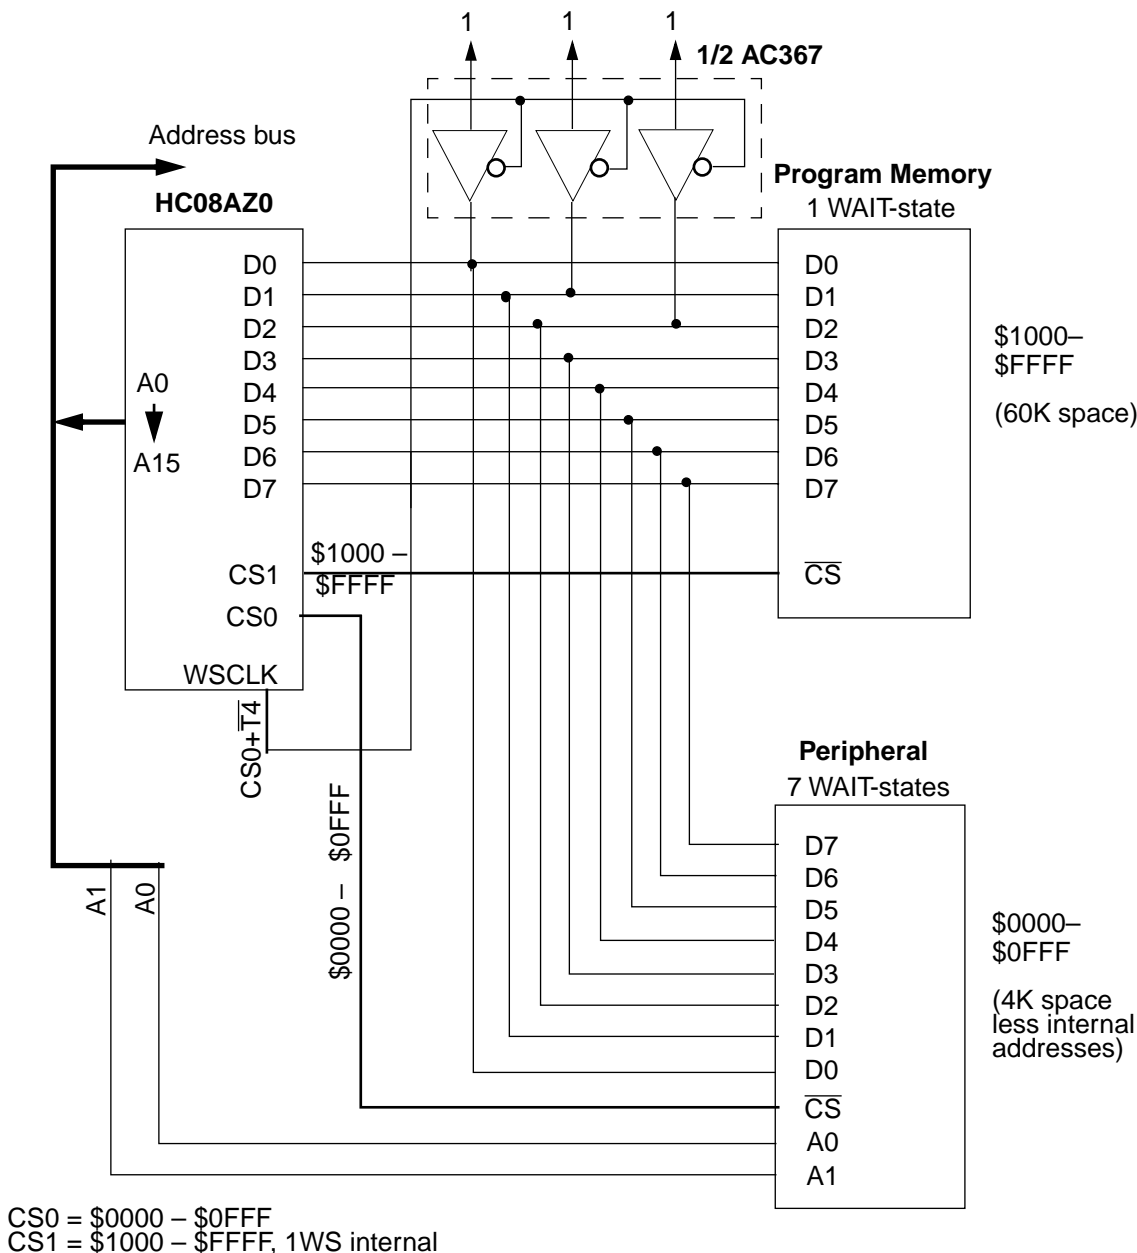 1 1 1
1/2 AC367
Address bus
HC08AZ0
Program Memory
1 WAIT-state
D0
D1
D2
D3
D4
D5
D6
D7
A0
A15
CS1
CS0
WSCLK
$1000 –
$FFFF
CS0+T̅4̅
$0000 – $0FFF
D0
D1
D2
D3
D4
D5
D6
D7
C̅S̅
$1000–
$FFFF
(60K space)
Peripheral
7 WAIT-states
D7
D6
D5
D4
D3
D2
D1
D0
C̅S̅
A0
A1
$0000–
$0FFF
(4K space
less internal
addresses)
A1
A0
CS0 = $0000 – $0FFF
CS1 = $1000 – $FFFF, 1WS internal